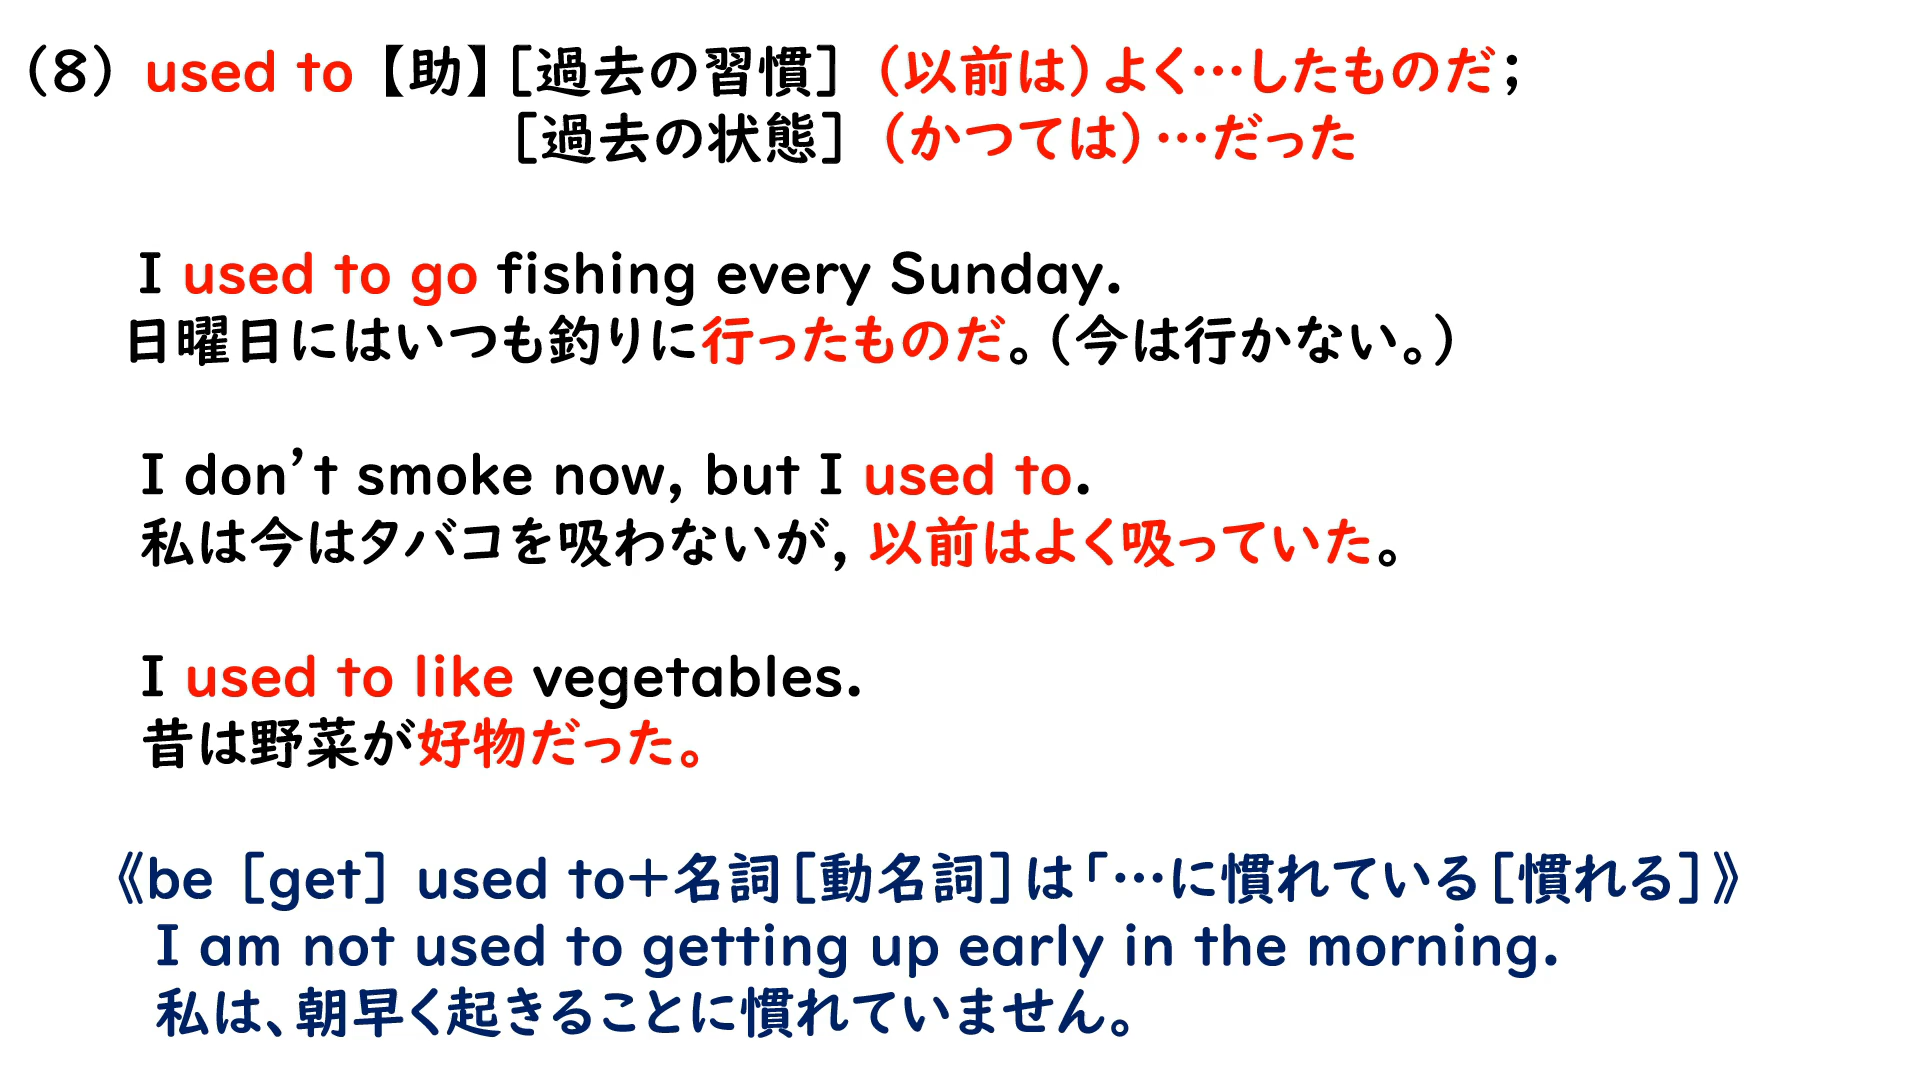 （8） used to 【助】［過去の習慣］（以前は）よく…したものだ；
［過去の状態］（かつては）…だった
I used to go fishing every Sunday.
日曜日にはいつも釣りに行ったものだ。（今は行かない。）
I don’t smoke now, but I used to.
私は今はタバコを吸わないが, 以前はよく吸っていた。
I used to like vegetables.
昔は野菜が好物だった。
《be［get］used to＋名詞［動名詞］は「…に慣れている［慣れる］》
I am not used to getting up early in the morning.
私は、朝早く起きることに慣れていません。